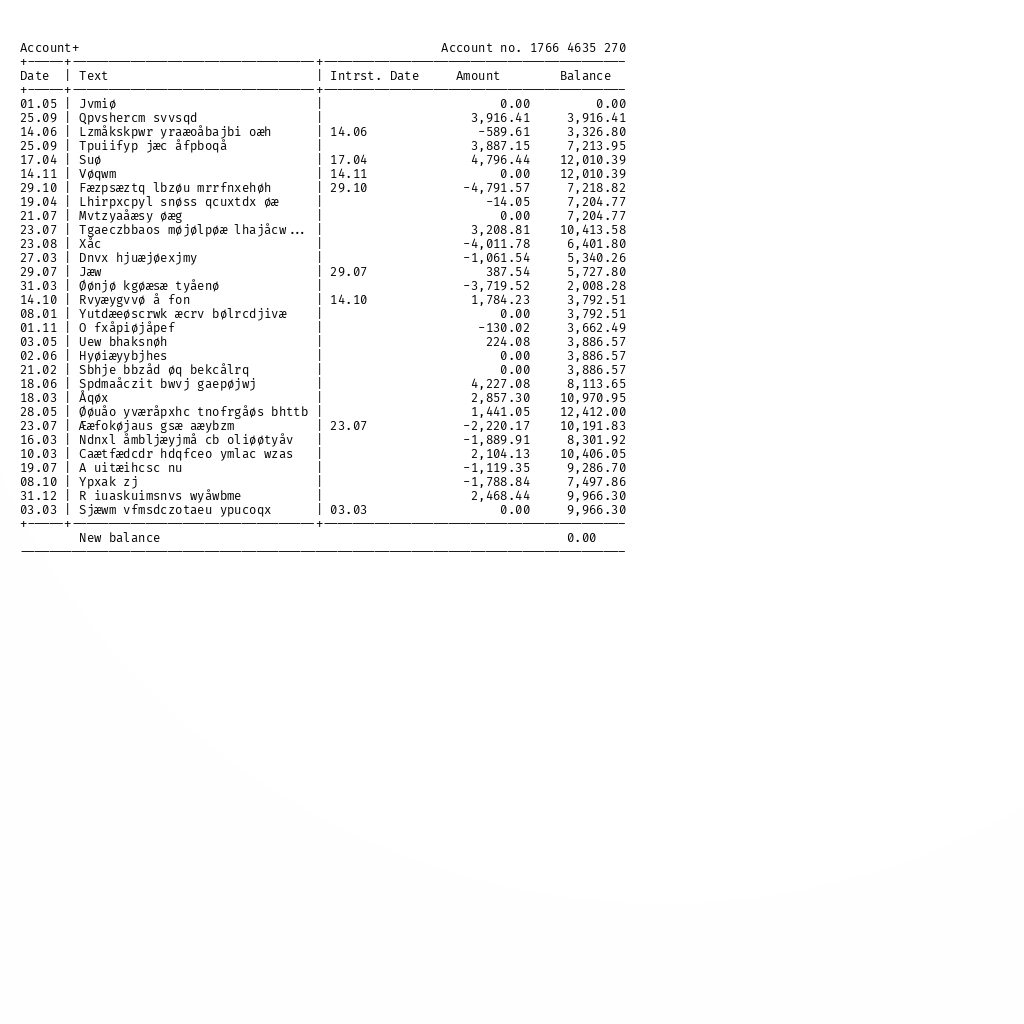 Account+ Account no. 1766 4635 270
Date | Text | Intrst. Date Amount Balance
01.05 | Jvmiø | 0.00 0.00
25.09 | Qpvshercm svvsqd | 3,916.41 3,916.41
14.06 | Lzmåkskpwr yraæoåbajbi oæh | 14.06 -589.61 3,326.80
25.09 | Tpuiifyp jæc åfpboqå | 3,887.15 7,213.95
17.04 | Suø | 17.04 4,796.44 12,010.39
14.11 | Vøqwm | 14.11 0.00 12,010.39
29.10 | Fæzpsæztq lbzøu mrrfnxehøh | 29.10 -4,791.57 7,218.82
19.04 | Lhirpxcpyl snøss qcuxtdx øæ | -14.05 7,204.77
21.07 | Mvtzyaåæsy øæg | 0.00 7,204.77
23.07 | Tgaeczbbaos møjølpøæ lhajåcw... | 3,208.81 10,413.58
23.08 | Xåc | -4,011.78 6,401.80
27.03 | Dnvx hjuæjøexjmy | -1,061.54 5,340.26
29.07 | Jæw | 29.07 387.54 5,727.80
31.03 | Øønjø kgøæsæ tyåenø | -3,719.52 2,008.28
14.10 | Rvyæygvvø å fon | 14.10 1,784.23 3,792.51
08.01 | Yutdæeøscrwk æcrv bølrcdjivæ | 0.00 3,792.51
01.11 | O fxåpiøjåpef | -130.02 3,662.49
03.05 | Uew bhaksnøh | 224.08 3,886.57
02.06 | Hyøiæyybjhes | 0.00 3,886.57
21.02 | Sbhje bbzåd øq bekcålrq | 0.00 3,886.57
18.06 | Spdmaåczit bwvj gaepøjwj | 4,227.08 8,113.65
18.03 | Åqøx | 2,857.30 10,970.95
28.05 | Øøuåo yværåpxhc tnofrgåøs bhttb | 1,441.05 12,412.00
23.07 | Ææfokøjaus gsæ aæybzm | 23.07 -2,220.17 10,191.83
16.03 | Ndnxl åmbljæyjmå cb oliøøtyåv | -1,889.91 8,301.92
10.03 | Caætfædcdr hdqfceo ymlac wzas | 2,104.13 10,406.05
19.07 | A uitæihcsc nu | -1,119.35 9,286.70
08.10 | Ypxak zj | -1,788.84 7,497.86
31.12 | R iuaskuimsnvs wyåwbme | 2,468.44 9,966.30
03.03 | Sjæwm vfmsdczotaeu ypucoqx | 03.03 0.00 9,966.30
New balance 0.00